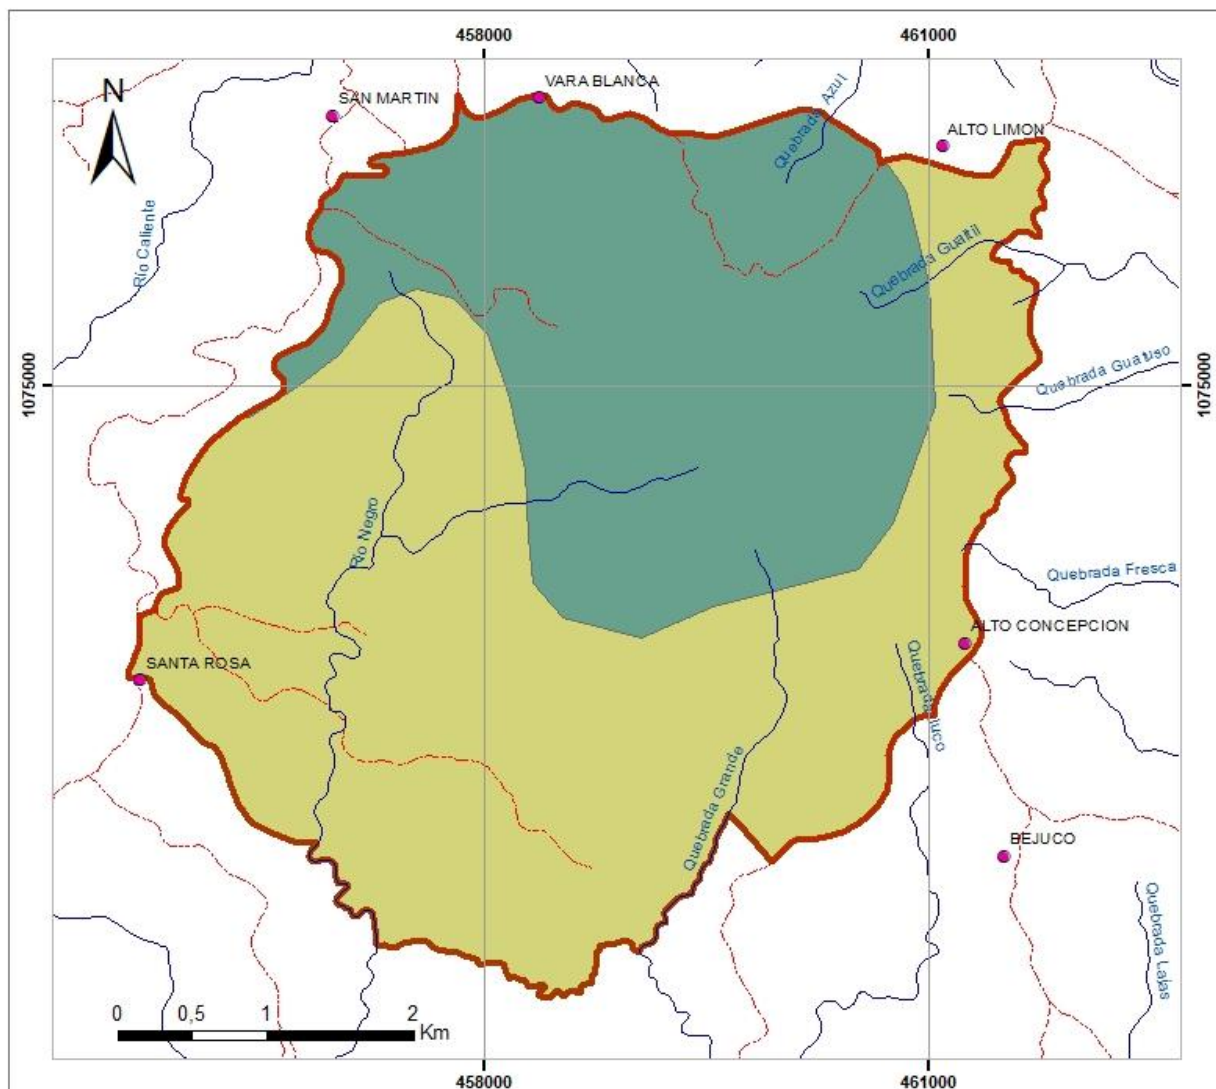 458000
461000
N
VARA BLANCA
SAN MARTIN
Quebrada Azul
ALTO LIMON
Río Caliente
Quebrada Guaitil
1075000
1075000
Quebrada Guatuso
Río Negro
Quebrada Fresca
ALTO CONCEPCION
SANTA ROSA
Quebrada Juco
Quebrada Grande
BEJUCO
Quebrada Lajas
0 0,5 1 2
Km
458000
461000